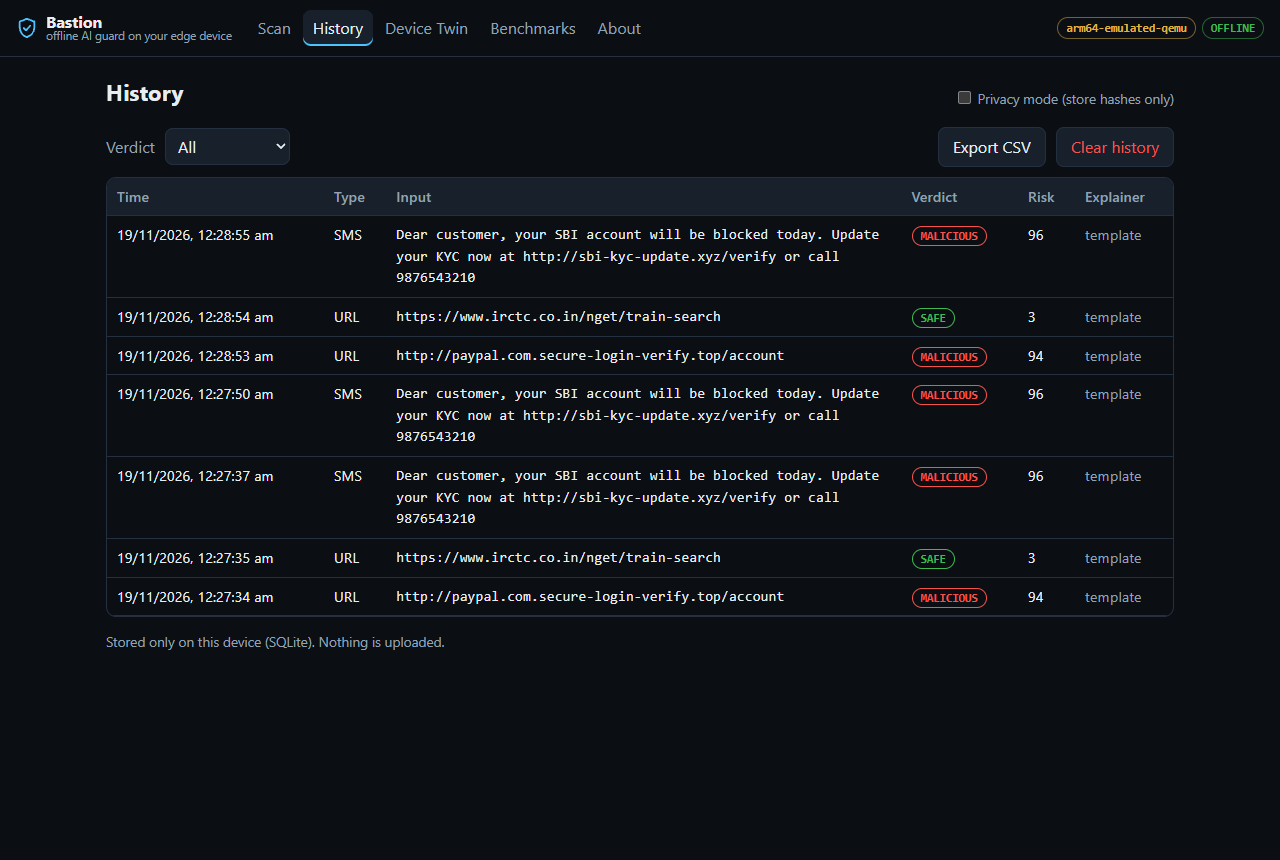 Bastion
offline AI guard on your edge device
Scan
History
Device Twin
Benchmarks
About
arm64-emulated-qemu
OFFLINE
History
Privacy mode (store hashes only)
Verdict
All
Export CSV
Clear history
Time Type Input Verdict Risk Explainer
19/11/2026, 12:28:55 am SMS Dear customer, your SBI account will be blocked today. Update MALICIOUS 96 template
your KYC now at http://sbi-kyc-update.xyz/verify or call
9876543210
19/11/2026, 12:28:54 am URL https://www.irctc.co.in/nget/train-search SAFE 3 template
19/11/2026, 12:28:53 am URL http://paypal.com.secure-login-verify.top/account MALICIOUS 94 template
19/11/2026, 12:27:50 am SMS Dear customer, your SBI account will be blocked today. Update MALICIOUS 96 template
your KYC now at http://sbi-kyc-update.xyz/verify or call
9876543210
19/11/2026, 12:27:37 am SMS Dear customer, your SBI account will be blocked today. Update MALICIOUS 96 template
your KYC now at http://sbi-kyc-update.xyz/verify or call
9876543210
19/11/2026, 12:27:35 am URL https://www.irctc.co.in/nget/train-search SAFE 3 template
19/11/2026, 12:27:34 am URL http://paypal.com.secure-login-verify.top/account MALICIOUS 94 template
Stored only on this device (SQLite). Nothing is uploaded.